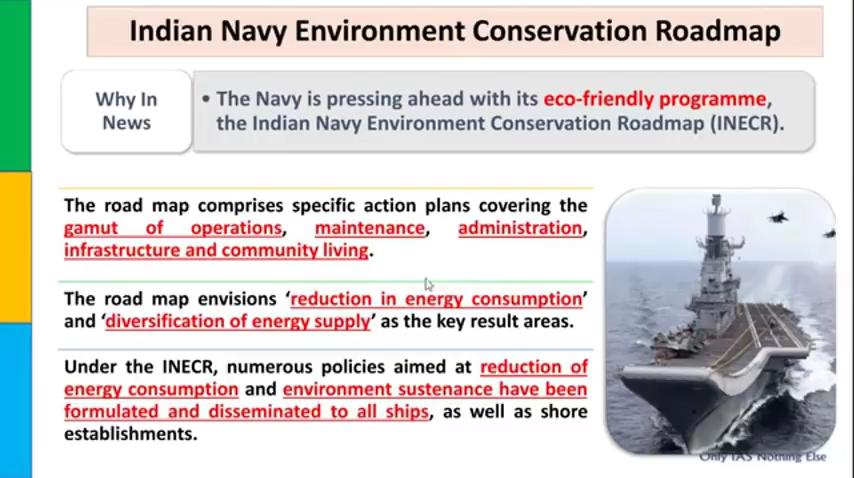 Indian Navy Environment Conservation Roadmap
Why In
News
• The Navy is pressing ahead with its eco-friendly programme,
the Indian Navy Environment Conservation Roadmap (INECR).
The road map comprises specific action plans covering the
gamut of operations, maintenance, administration,
infrastructure and community living.
The road map envisions ‘reduction in energy consumption’
and ‘diversification of energy supply’ as the key result areas.
Under the INECR, numerous policies aimed at reduction of
energy consumption and environment sustenance have been
formulated and disseminated to all ships, as well as shore
establishments.
Only IAS Nothing Else